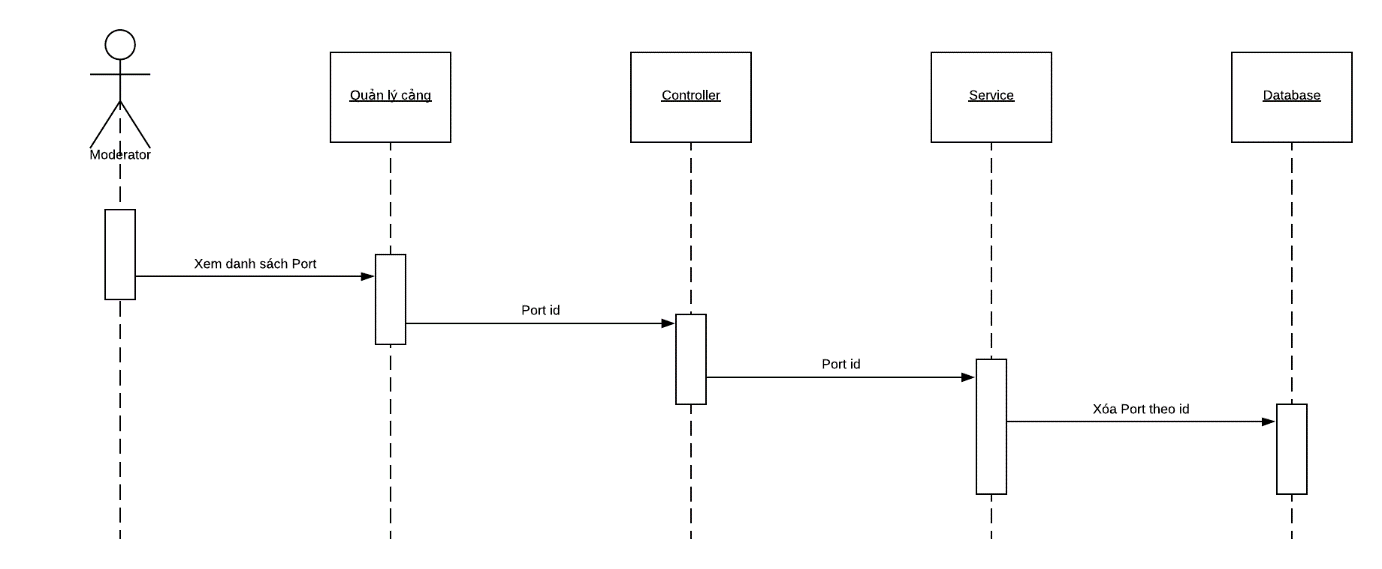 Moderator
Quản lý cảng
Controller
Service
Database
Xem danh sách Port
Port id
Port id
Xóa Port theo id